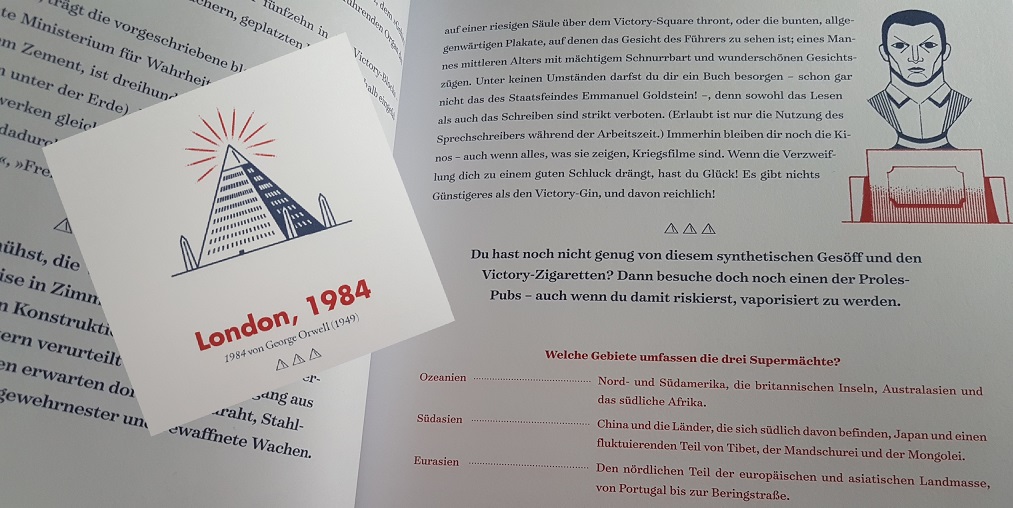 fünfzehn in
trägt die vorgeschriebene
te Ministerium für Wahrheit
m Zement, ist dreihund
n unter der Erde)
werken gleich
dadurc
«, »Fre
geplatzten
führenden
Victory-Block
ühst, die
ise in Zimm
n Konstrukti
ern verurteilt
en erwarten dor
gang aus
gewehrnester un
draht, Stahl-
ewaffnete Wachen.
London, 1984
1984 von George Orwell (1949)
auf einer riesigen Säule über dem Victory-Square thront, oder die bunten, allge-
genwärtigen Plakate, auf denen das Gesicht des Führers zu sehen ist; eines Man-
nes mittleren Alters mit mächtigem Schnurrbart und wunderschönen Gesichts-
zügen. Unter keinen Umständen darfst du dir ein Buch besorgen – schon gar
nicht das des Staatsfeindes Emmanuel Goldstein! –, denn sowohl das Lesen
als auch das Schreiben sind strikt verboten. (Erlaubt ist nur die Nutzung des
Sprechschreibers während der Arbeitszeit.) Immerhin bleiben dir noch die Ki-
nos – auch wenn alles, was sie zeigen, Kriegsfilme sind. Wenn die Verzweif-
lung dich zu einem guten Schluck drängt, hast du Glück! Es gibt nichts
Günstigeres als den Victory-Gin, und davon reichlich!
Du hast noch nicht genug von diesem synthetischen Gesöff und den
Victory-Zigaretten? Dann besuche doch noch einen der Proles-
Pubs – auch wenn du damit riskierst, vaporisiert zu werden.
Welche Gebiete umfassen die drei Supermächte?
Ozeanien ........ Nord- und Südamerika, die britannischen Inseln, Australasien und
das südliche Afrika.
Südasien ........ China und die Länder, die sich südlich davon befinden, Japan und einen
fluktuierenden Teil von Tibet, der Mandschurei und der Mongolei.
Eurasien ........ Den nördlichen Teil der europäischen und asiatischen Landmasse,
von Portugal bis zur Beringstraße.